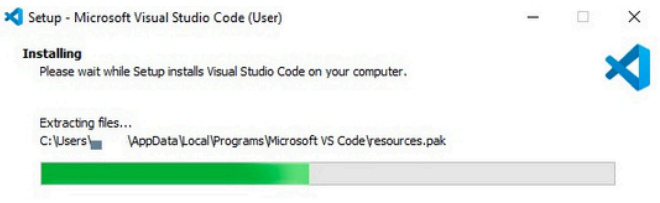 Setup - Microsoft Visual Studio Code (User)
Installing
Please wait while Setup installs Visual Studio Code on your computer.
Extracting files...
C:\Users\ \AppData\Local\Programs\Microsoft VS Code\resources.pak